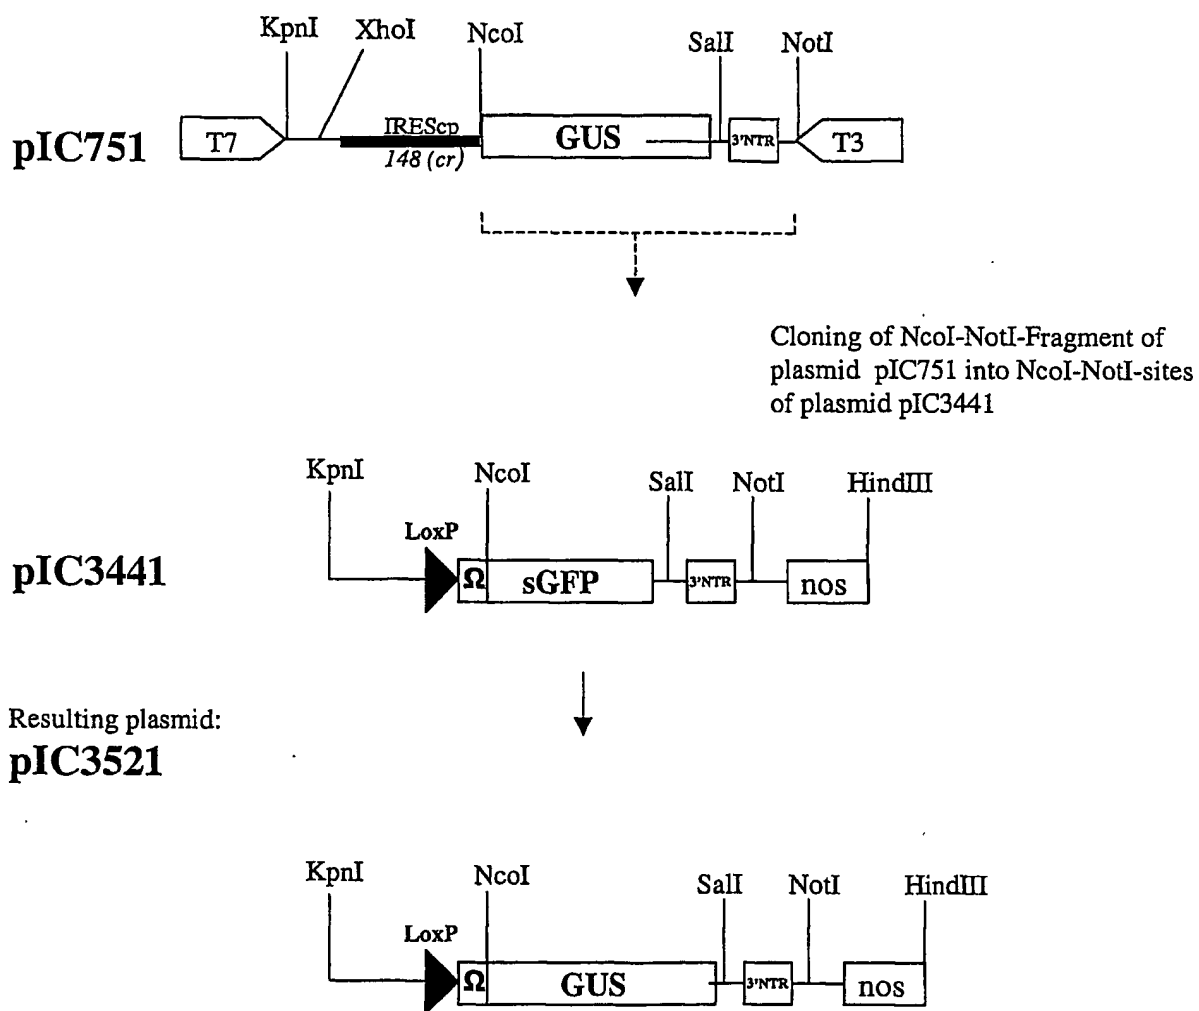 KpnI XhoI NcoI SalI NotI
pIC751 T7 IREScp 148 (cr) GUS 3'NTR T3
Cloning of NcoI-NotI-Fragment of
plasmid pIC751 into NcoI-NotI-sites
of plasmid pIC3441
KpnI NcoI SalI NotI HindIII
LoxP
pIC3441 Ω sGFP 3'NTR nos
Resulting plasmid:
pIC3521
KpnI NcoI SalI NotI HindIII
LoxP
Ω GUS 3'NTR nos